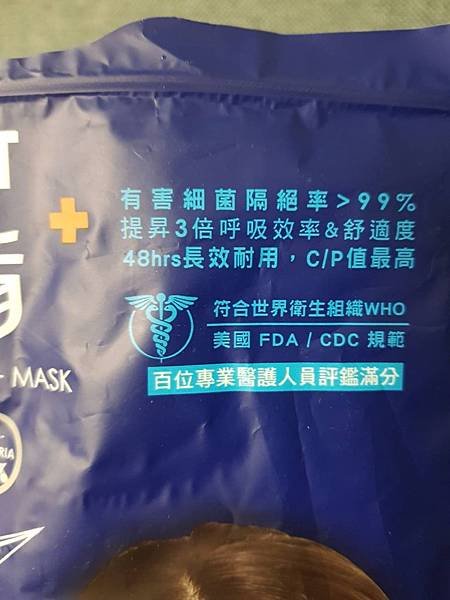 有害細菌隔絕率>99%
提昇3倍呼吸效率&舒適度
48hrs長效耐用，C/P值最高
符合世界衛生組織WHO
美國 FDA / CDC 規範
百位專業醫護人員評鑑滿分
MASK